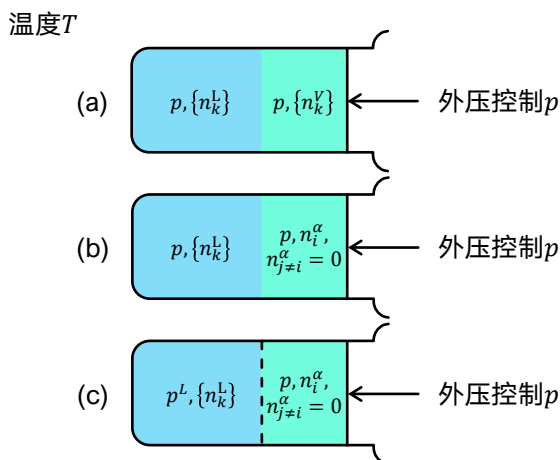 温度T
(a)
p, {n_k^L}
p, {n_k^V}
外压控制p
(b)
p, {n_k^L}
p, n_i^α,
n_{j≠i}^α = 0
外压控制p
(c)
p^L, {n_k^L}
p, n_i^α,
n_{j≠i}^α = 0
外压控制p